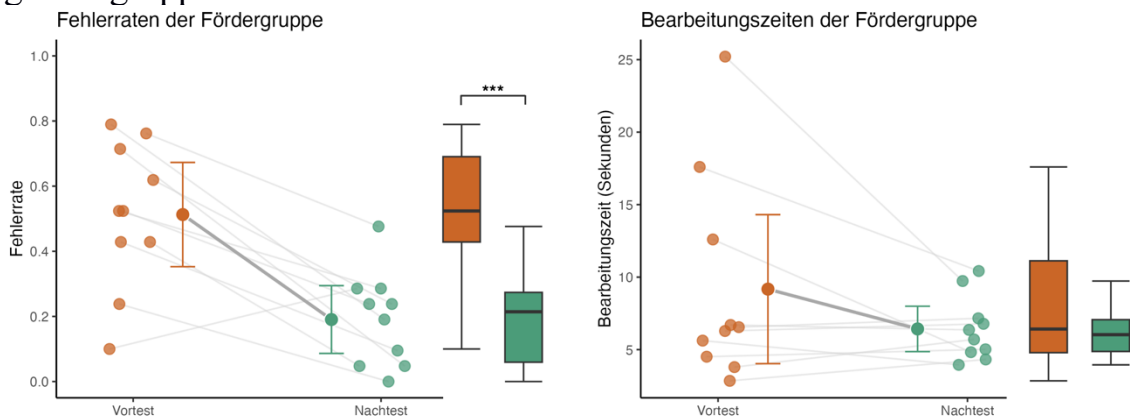 Fehlerraten der Fördergruppe
1.0
0.8
0.6
0.4
0.2
0.0
Fehlerrate
***
Vortest
Nachtest
Bearbeitungszeiten der Fördergruppe
25
20
15
10
5
Bearbeitungszeit (Sekunden)
Vortest
Nachtest